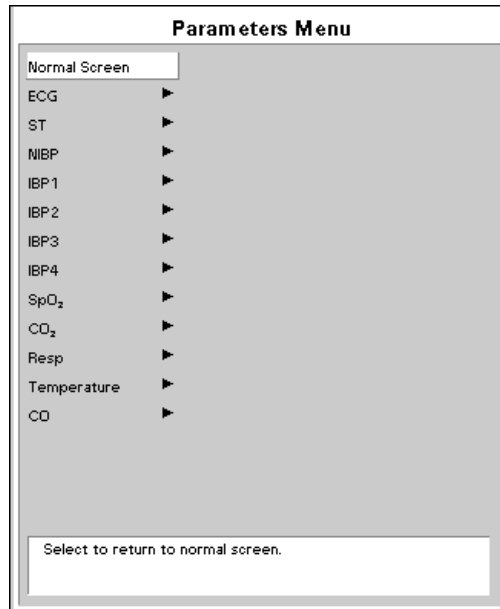 Parameters Menu
Normal Screen
ECG
ST
NIBP
IBP1
IBP2
IBP3
IBP4
SpO₂
CO₂
Resp
Temperature
CO
Select to return to normal screen.